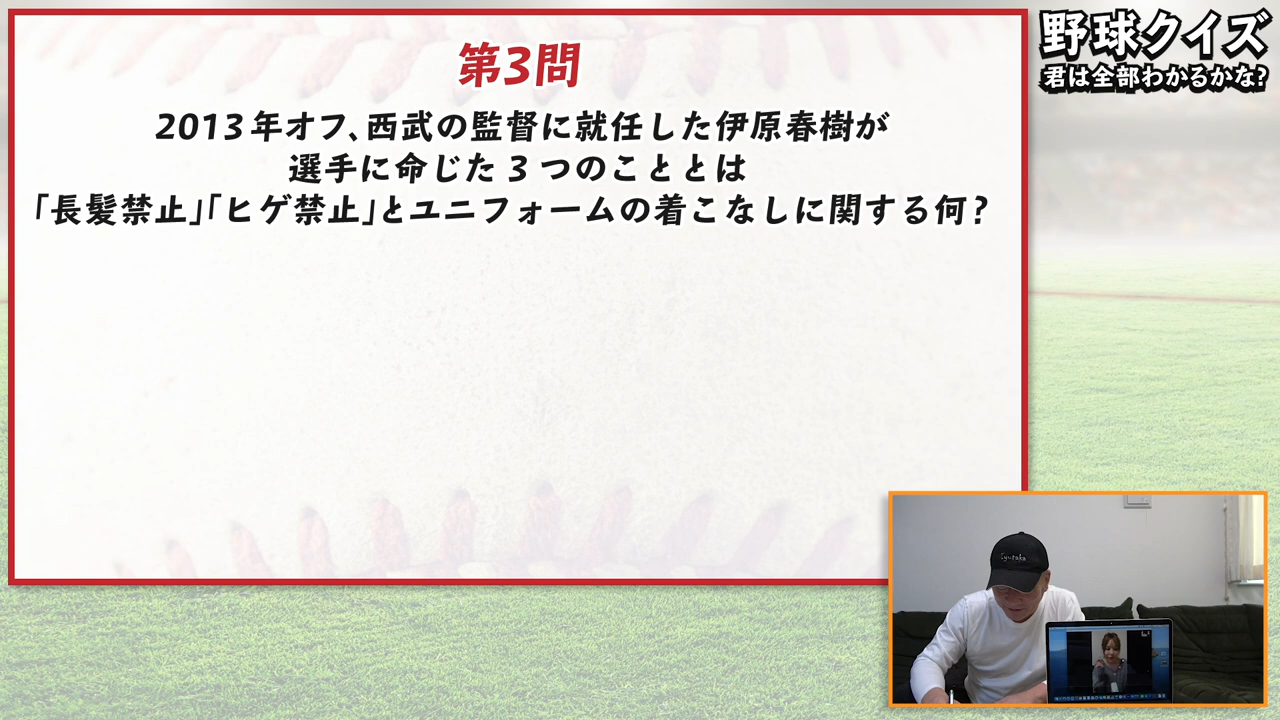 野球クイズ
君は全部わかるかな?
第3問
2013年オフ、西武の監督に就任した伊原春樹が
選手に命じた3つのこととは
「長髪禁止」「ヒゲ禁止」とユニフォームの着こなしに関する何?